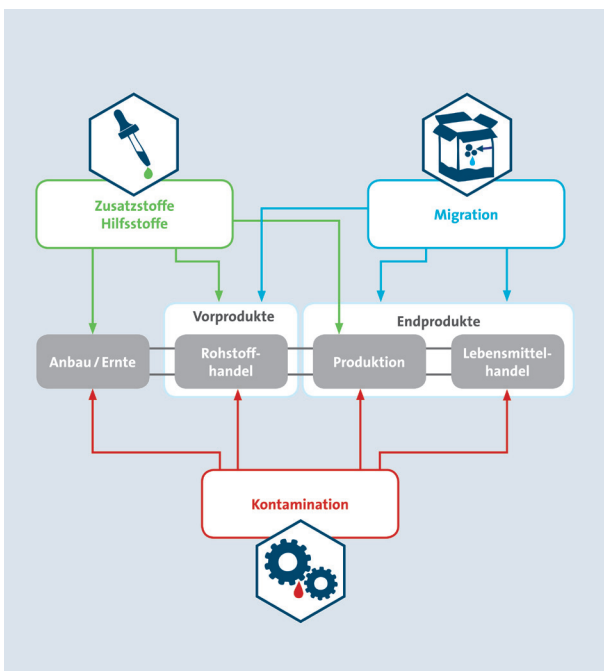 Zusatzstoffe
Hilfsstoffe
Migration
Vorprodukte
Endprodukte
Anbau / Ernte
Rohstoff-
handel
Produktion
Lebensmittel-
handel
Kontamination